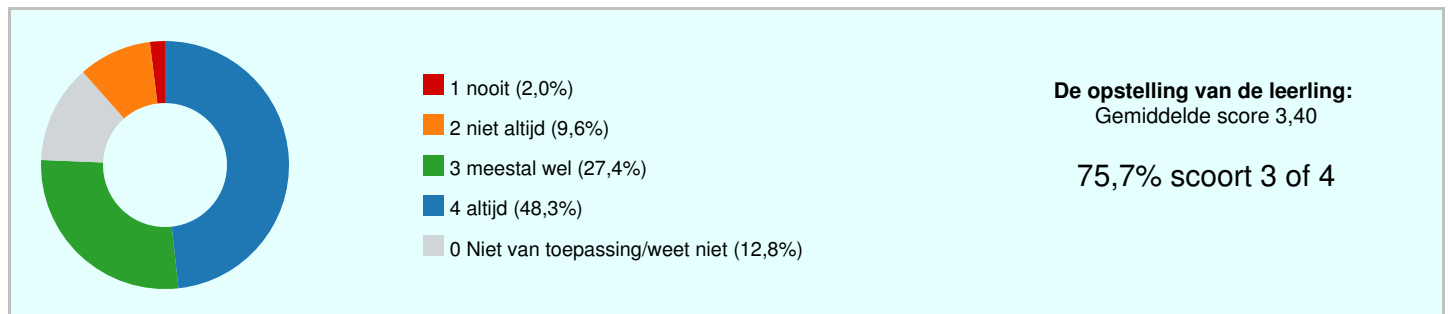 1 nooit (2,0%)
2 niet altijd (9,6%)
3 meestal wel (27,4%)
4 altijd (48,3%)
0 Niet van toepassing/weet niet (12,8%)
De opstelling van de leerling:
Gemiddelde score 3,40
75,7% scoort 3 of 4